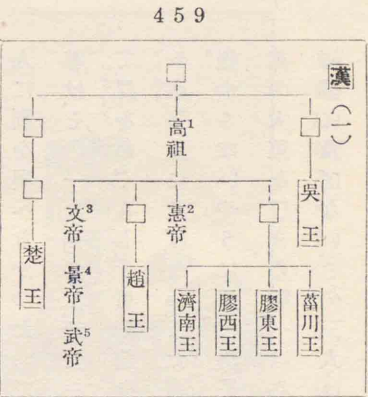 459
漢(一)
□
□
吳王
高祖1
□
□
楚王
□
菑川王
膠東王
膠西王
濟南王
惠帝2
□
趙王
文帝3
景帝4
武帝5